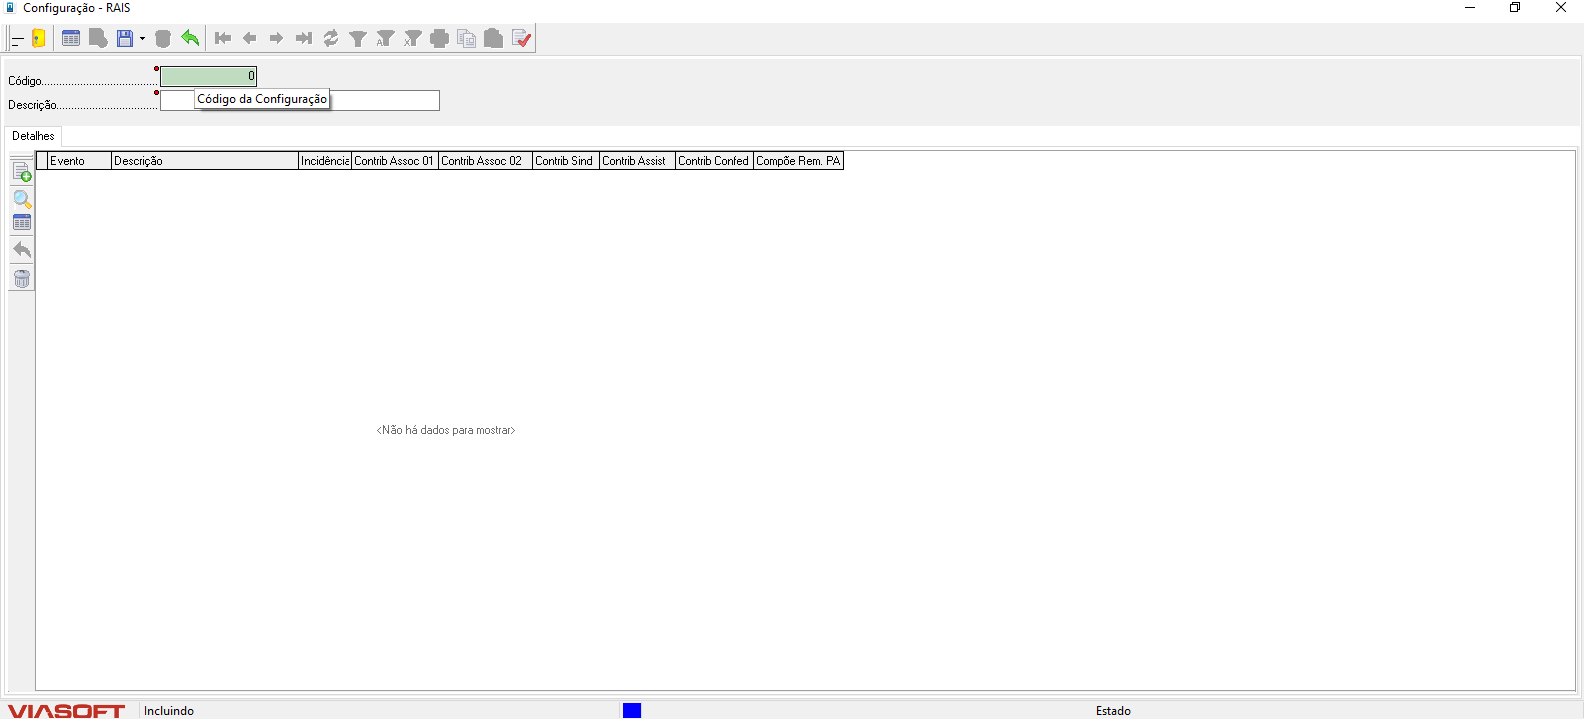 Configuração - RAIS
Código.....................................
0
Descrição................................
Código da Configuração
Detalhes
Evento Descrição Incidência Contrib Assoc 01 Contrib Assoc 02 Contrib Sind Contrib Assist Contrib Confed Compõe Rem. PA
<Não há dados para mostrar>
VIASOFT Incluindo Estado